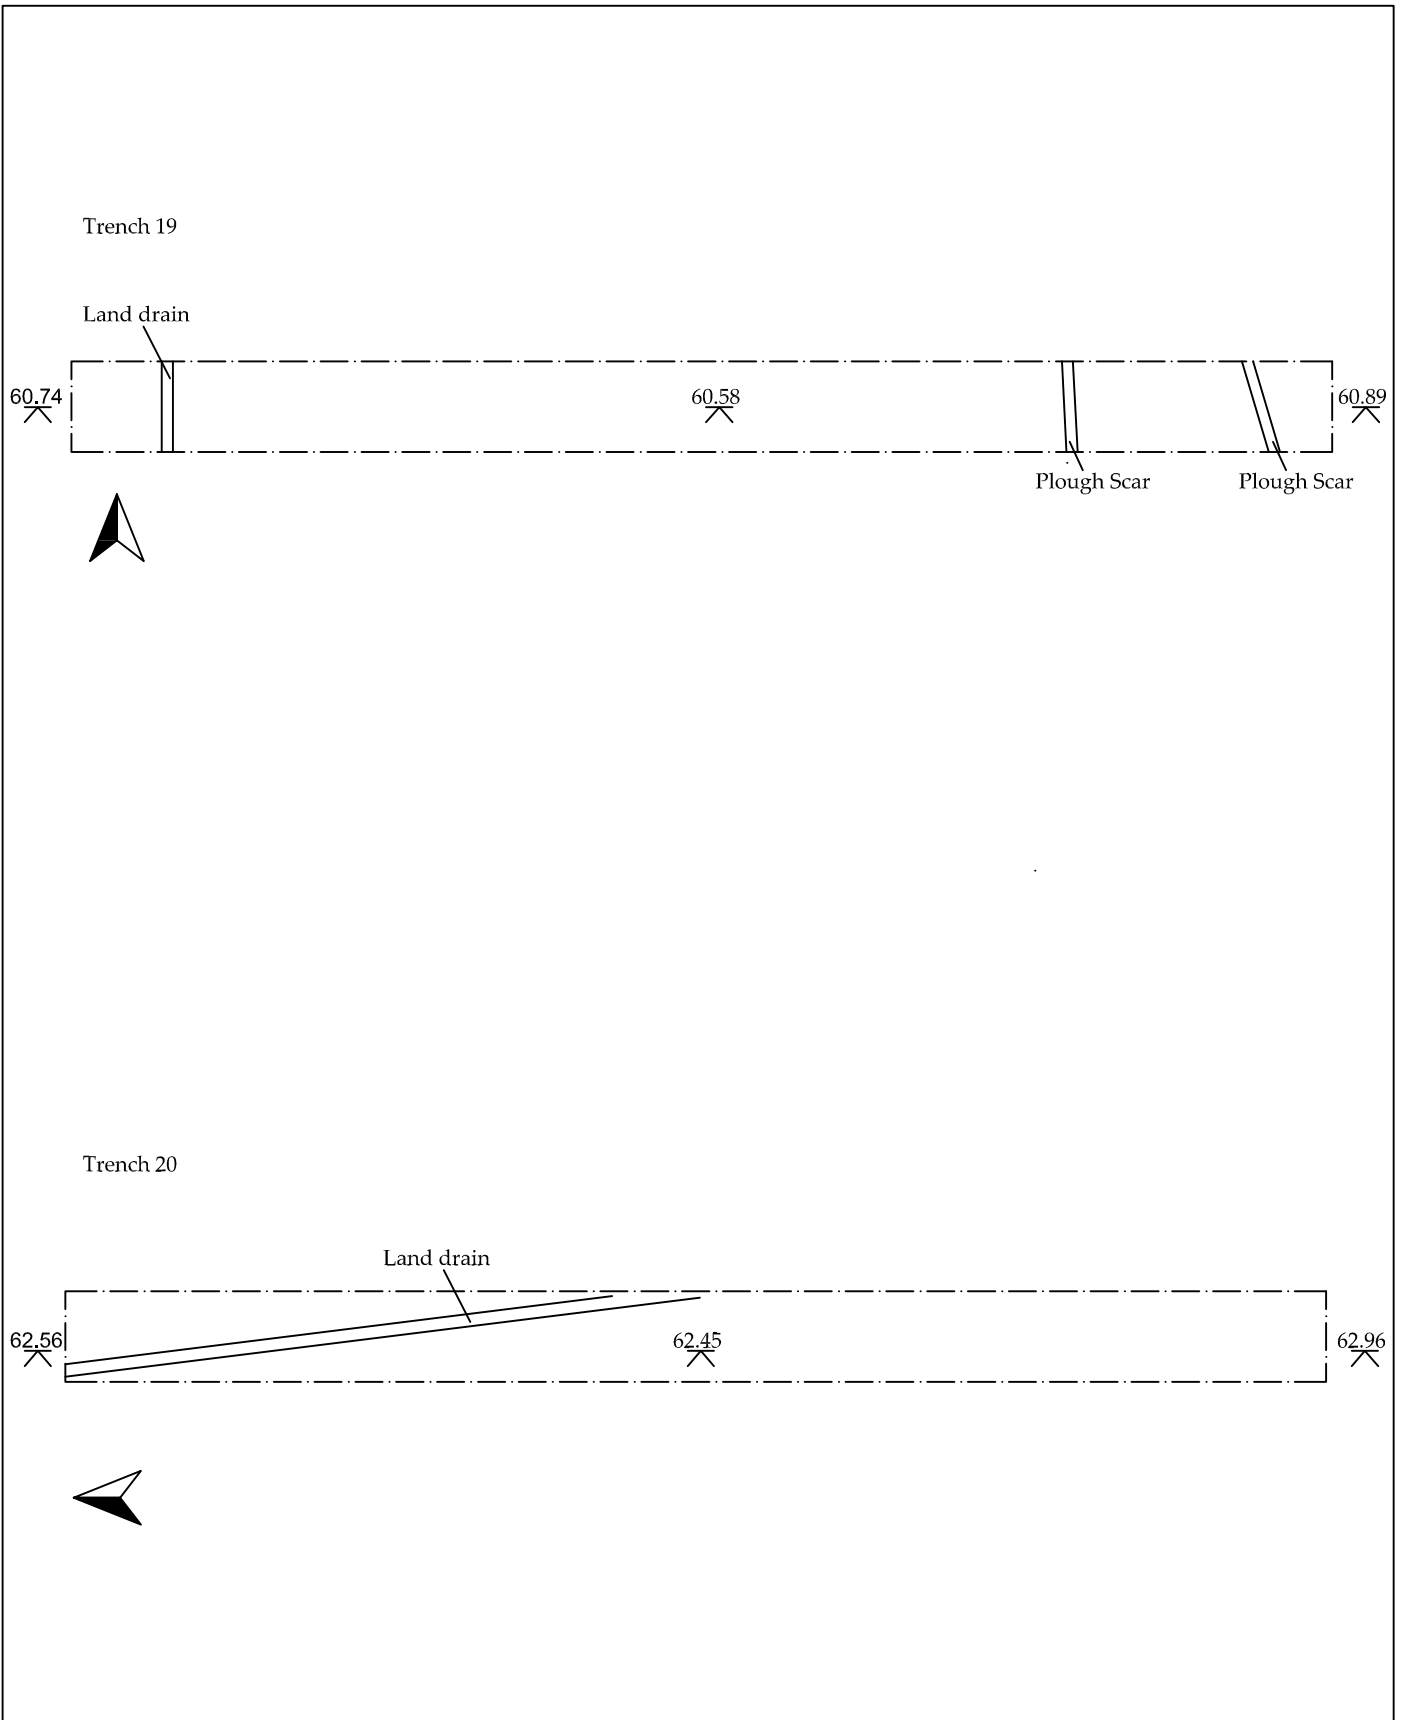 Trench 19
Land drain
60.74
60.58
60.89
Plough Scar
Plough Scar
Trench 20
Land drain
62.56
62.45
62.96